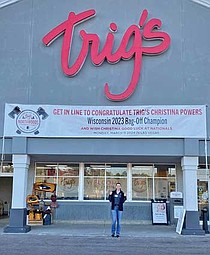 Trig's
GET IN LINE TO CONGRATULATE TRIG'S CHRISTINA POWERS
Wisconsin 2023 Bag-Off Champion
AND WISH CHRISTINA GOOD LUCK AT NATIONALS
Trig's